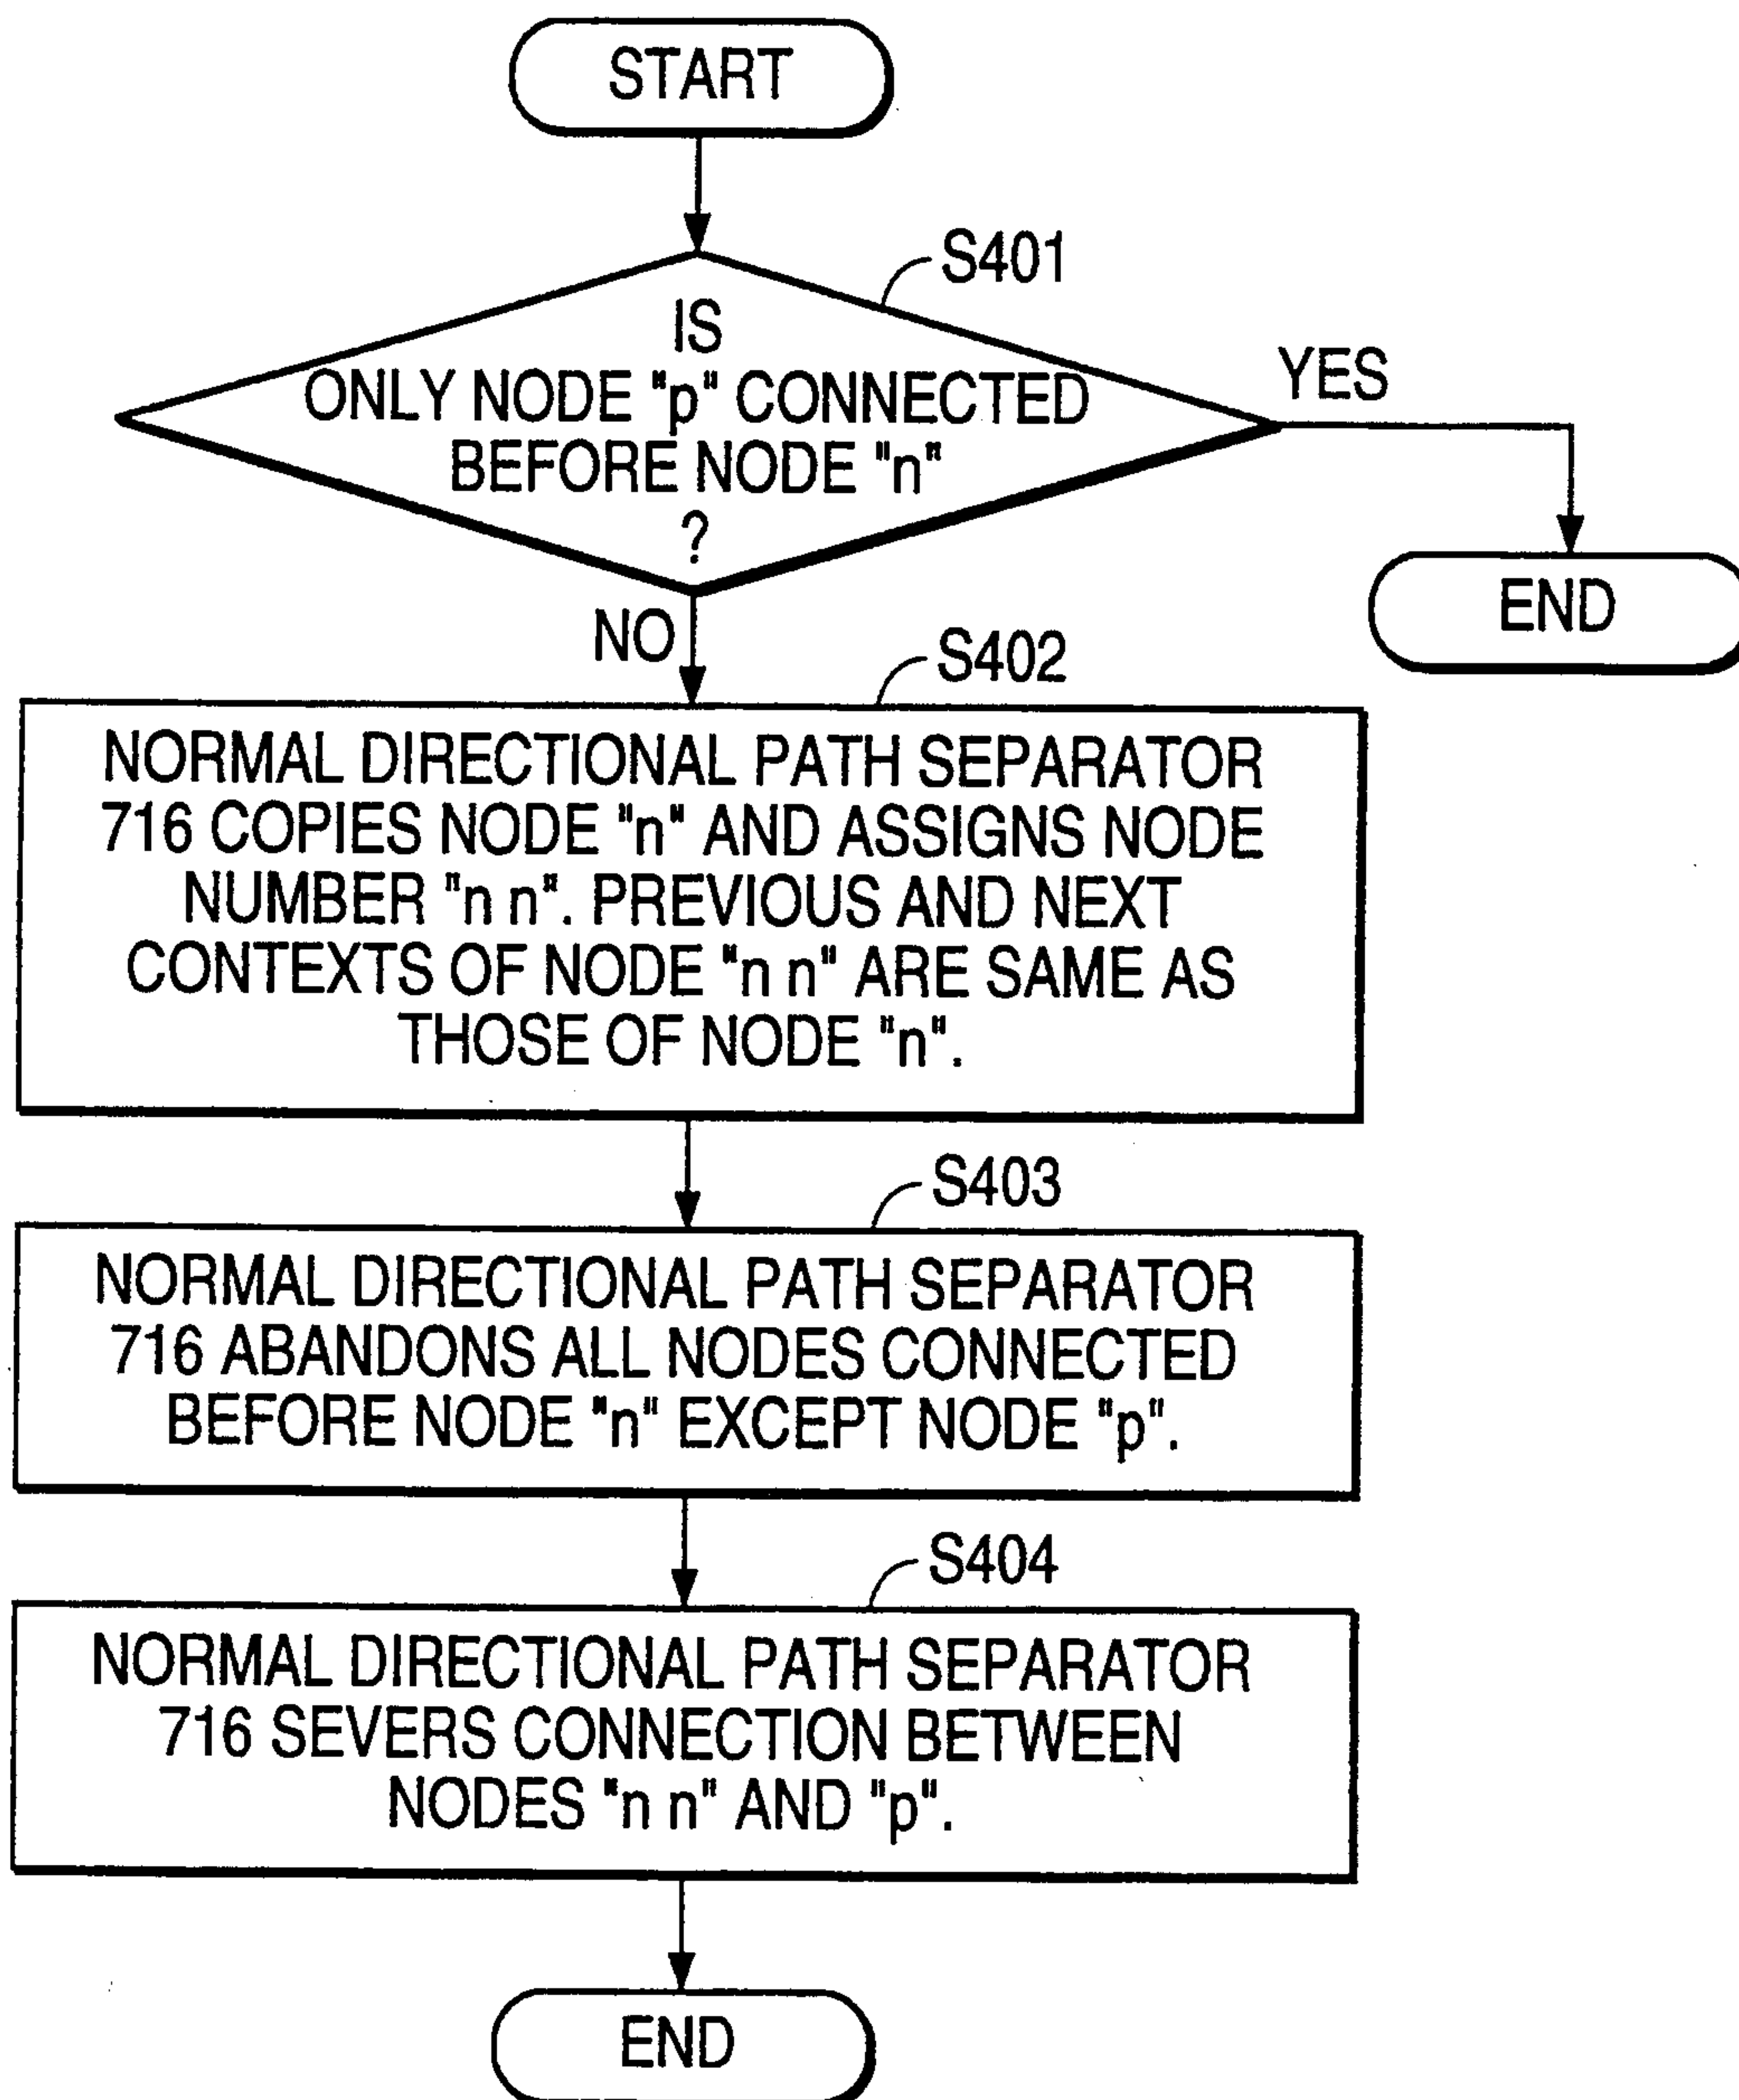 START
S401
IS
ONLY NODE "p" CONNECTED
BEFORE NODE "n"
?
YES
END
NO
S402
NORMAL DIRECTIONAL PATH SEPARATOR
716 COPIES NODE "n" AND ASSIGNS NODE
NUMBER "n n". PREVIOUS AND NEXT
CONTEXTS OF NODE "n n" ARE SAME AS
THOSE OF NODE "n".
S403
NORMAL DIRECTIONAL PATH SEPARATOR
716 ABANDONS ALL NODES CONNECTED
BEFORE NODE "n" EXCEPT NODE "p".
S404
NORMAL DIRECTIONAL PATH SEPARATOR
716 SEVERS CONNECTION BETWEEN
NODES "n n" AND "p".
END